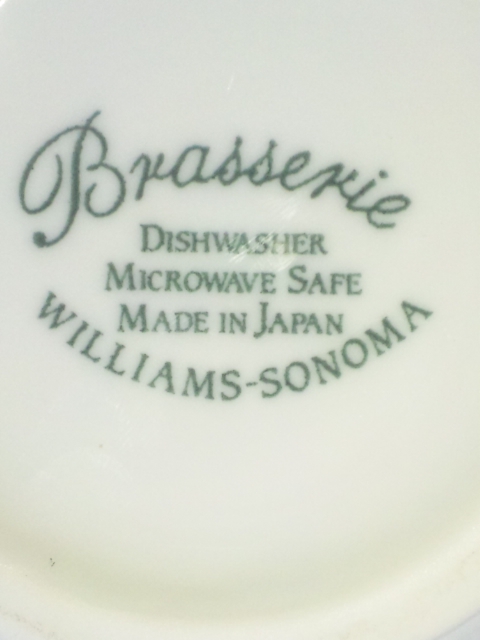 Brasserie
DISHWASHER
MICROWAVE SAFE
MADE IN JAPAN
WILLIAMS-SONOMA